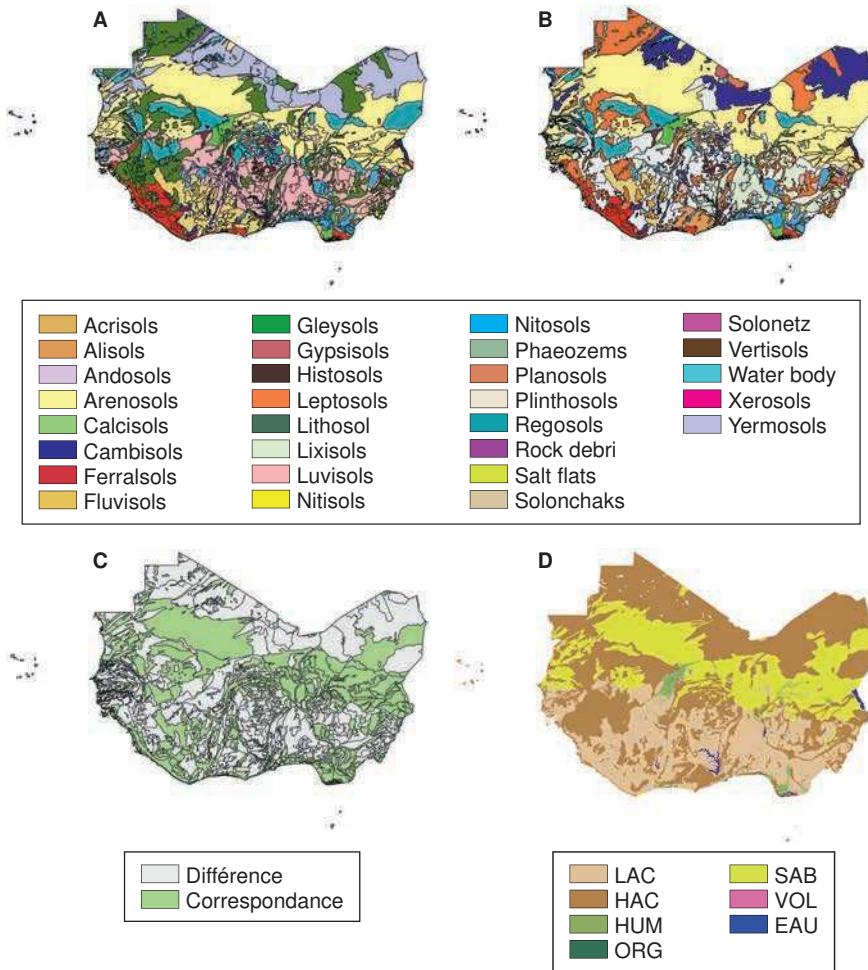 A
B
Acrisols
Alisols
Andosols
Arenosols
Calcisols
Cambisols
Ferralsols
Fluvisols
Gleysols
Gypsisols
Histosols
Leptosols
Lithosol
Lixisols
Luvisols
Nitisols
Nitosols
Phaeozems
Planosols
Plinthosols
Regosols
Rock debri
Salt flats
Solonchaks
Solonetz
Vertisols
Water body
Xerosols
Yermosols
C
D
Différence
Correspondance
LAC
HAC
HUM
ORG
SAB
VOL
EAU